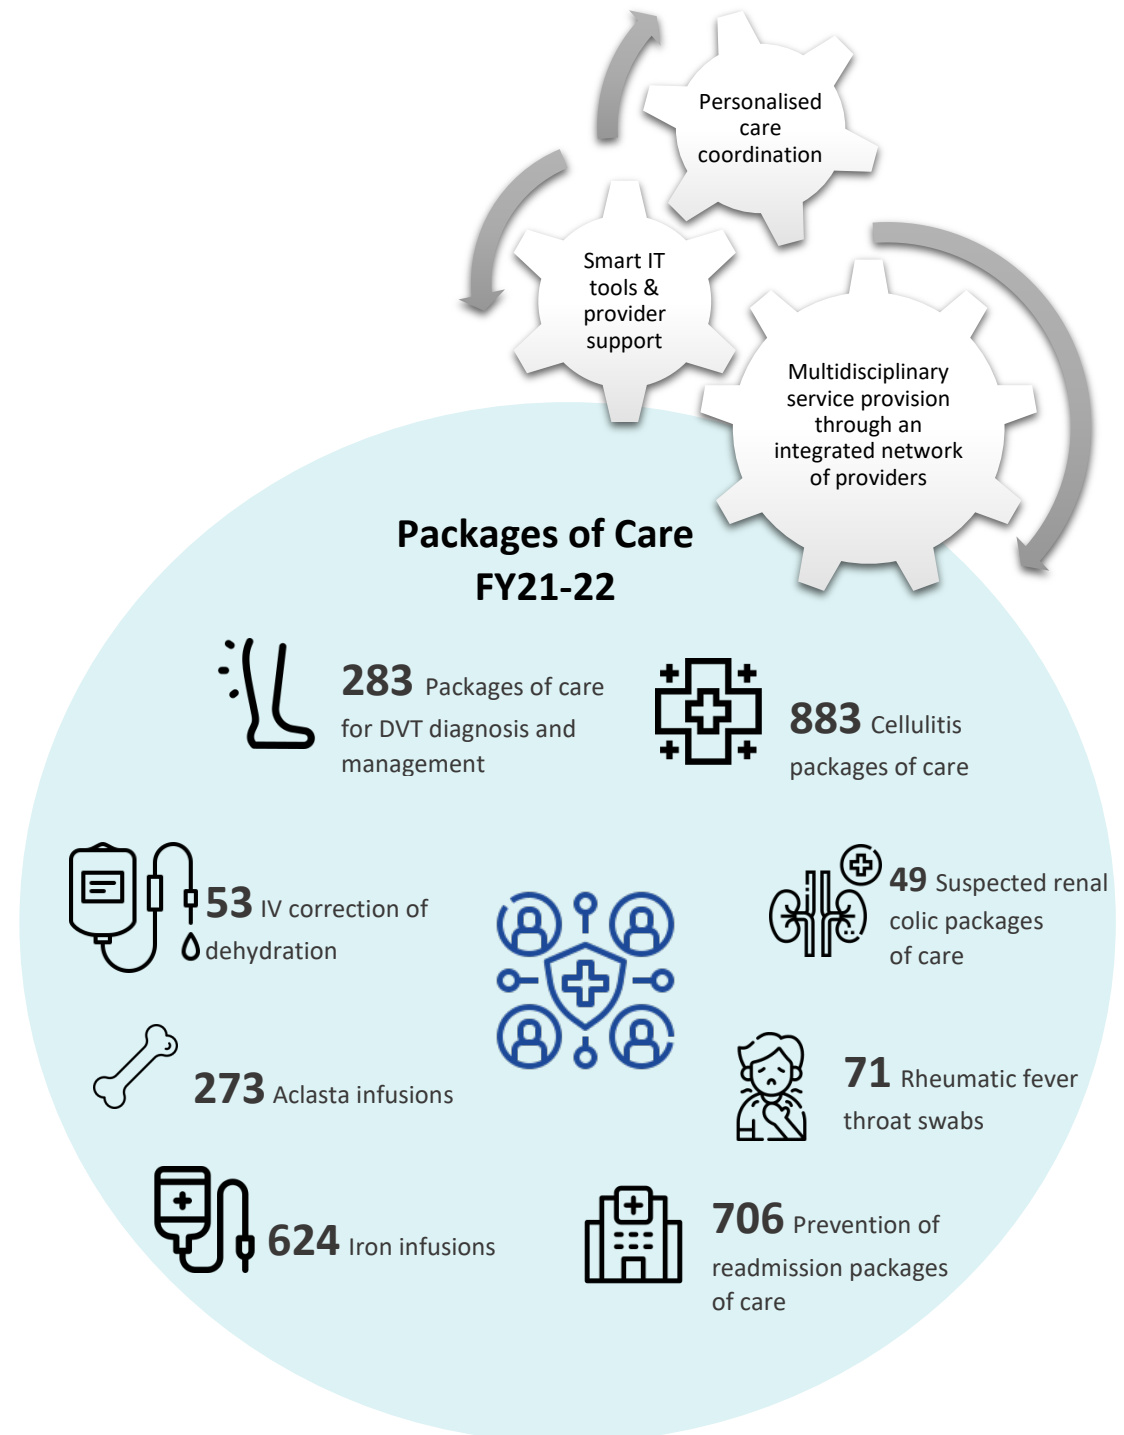 Personalised
care
coordination
Smart IT
tools &
provider
support
Multidisciplinary
service provision
through an
integrated network
of providers
Packages of Care
FY21-22
283 Packages of care
for DVT diagnosis and
management
883 Cellulitis
packages of care
53 IV correction of
dehydration
49 Suspected renal
colic packages
of care
273 Aclasta infusions
71 Rheumatic fever
throat swabs
624 Iron infusions
706 Prevention of
readmission packages
of care